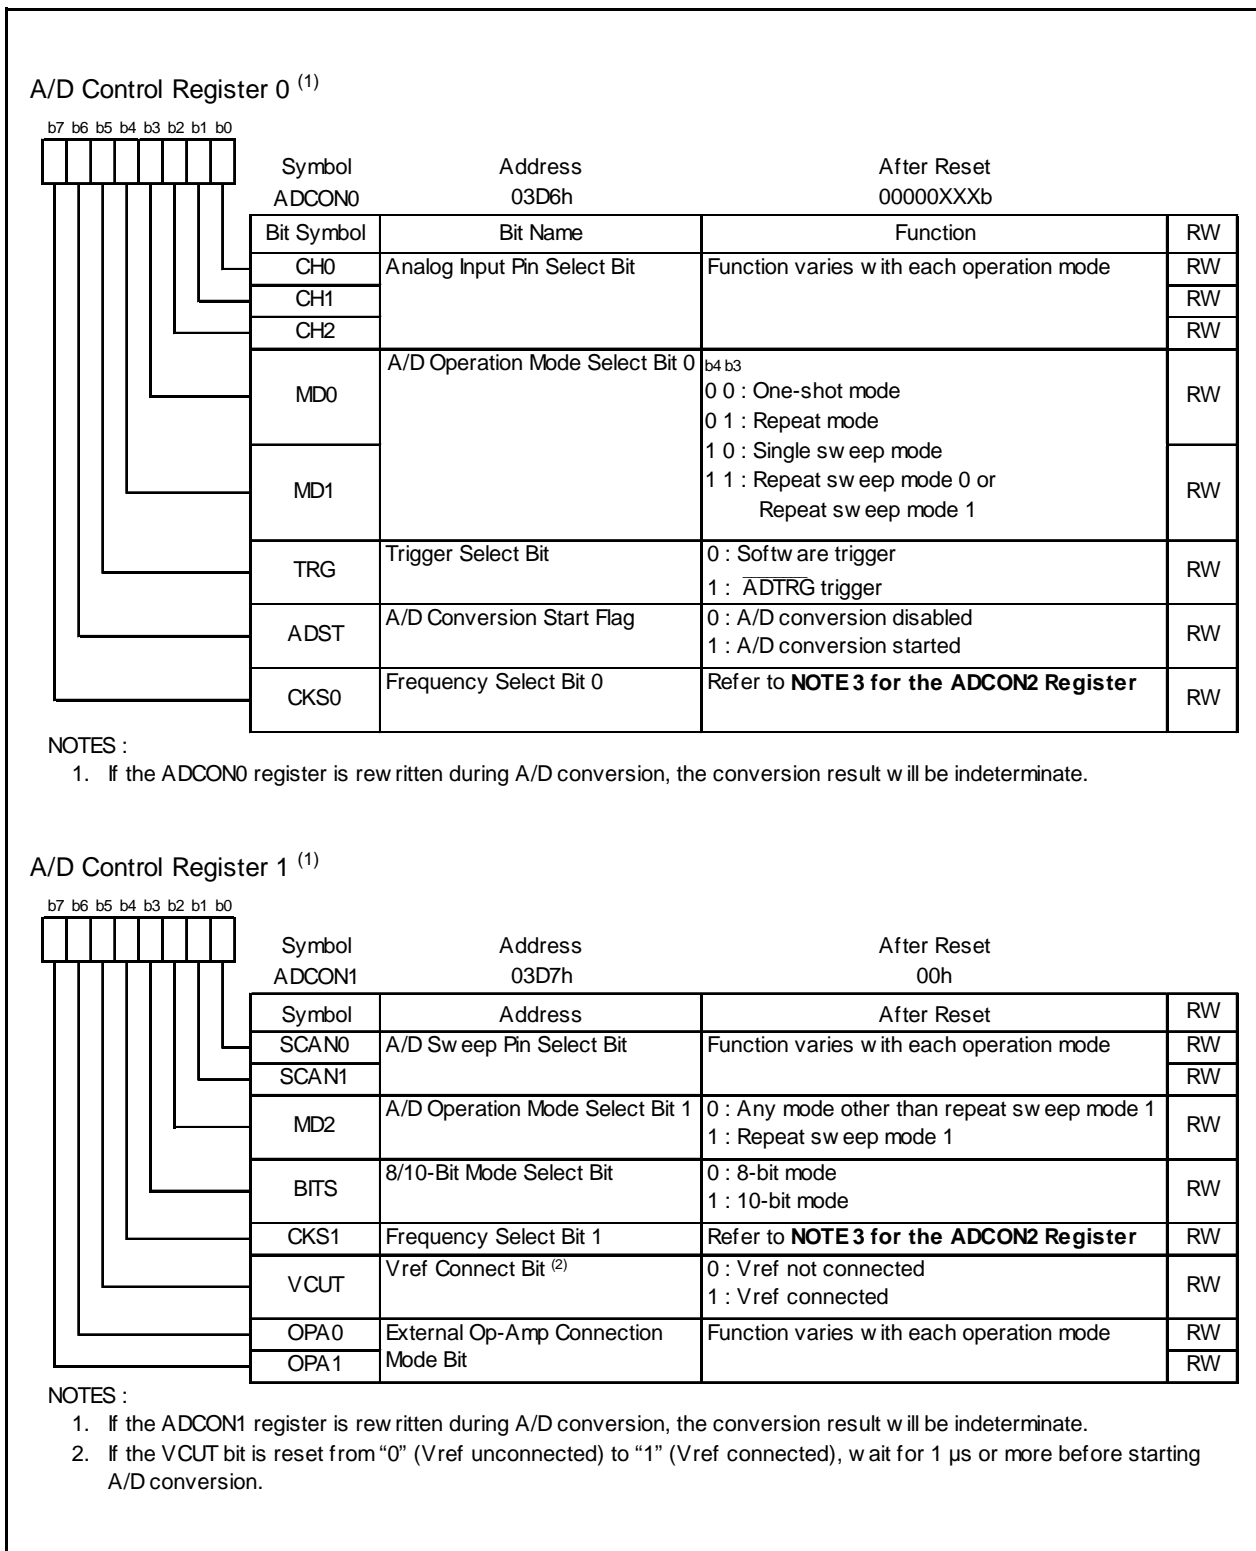 A/D Control Register 0 (1)
b7 b6 b5 b4 b3 b2 b1 b0
Symbol Address After Reset
ADCON0 03D6h 00000XXXb
Bit Symbol Bit Name Function RW
CH0 Analog Input Pin Select Bit Function varies with each operation mode RW
CH1 RW
CH2 RW
A/D Operation Mode Select Bit 0 b4 b3
MD0 0 0 : One-shot mode RW
0 1 : Repeat mode
1 0 : Single sweep mode
MD1 1 1 : Repeat sweep mode 0 or RW
Repeat sweep mode 1
TRG Trigger Select Bit 0 : Software trigger RW
1 : ADTRG trigger
ADST A/D Conversion Start Flag 0 : A/D conversion disabled RW
1 : A/D conversion started
CKS0 Frequency Select Bit 0 Refer to NOTE 3 for the ADCON2 Register RW
NOTES :
1. If the ADCON0 register is rewritten during A/D conversion, the conversion result will be indeterminate.
A/D Control Register 1 (1)
b7 b6 b5 b4 b3 b2 b1 b0
Symbol Address After Reset
ADCON1 03D7h 00h
Symbol Address After Reset RW
SCAN0 A/D Sweep Pin Select Bit Function varies with each operation mode RW
SCAN1 RW
MD2 A/D Operation Mode Select Bit 1 0 : Any mode other than repeat sweep mode 1 RW
1 : Repeat sweep mode 1
BITS 8/10-Bit Mode Select Bit 0 : 8-bit mode RW
1 : 10-bit mode
CKS1 Frequency Select Bit 1 Refer to NOTE 3 for the ADCON2 Register RW
VCUT Vref Connect Bit (2) 0 : Vref not connected RW
1 : Vref connected
OPA0 External Op-Amp Connection Function varies with each operation mode RW
OPA1 Mode Bit RW
NOTES :
1. If the ADCON1 register is rewritten during A/D conversion, the conversion result will be indeterminate.
2. If the VCUT bit is reset from “0” (Vref unconnected) to “1” (Vref connected), wait for 1 µs or more before starting
A/D conversion.